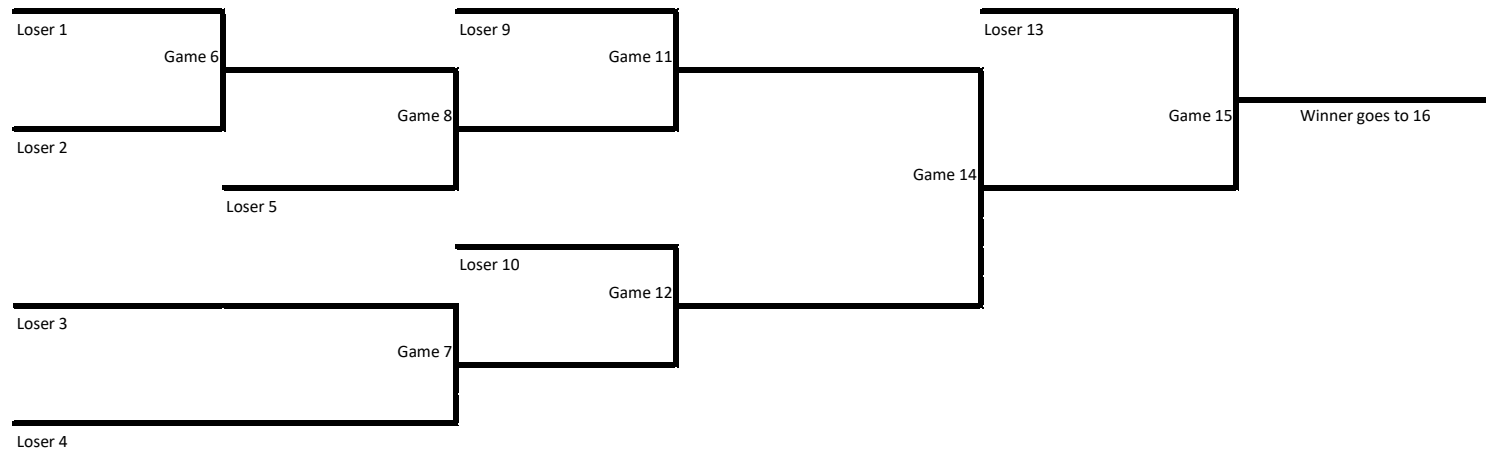 Loser 1
Loser 9
Loser 13
Game 6
Game 11
Game 8
Game 15
Winner goes to 16
Loser 2
Game 14
Loser 5
Loser 10
Game 12
Loser 3
Game 7
Loser 4